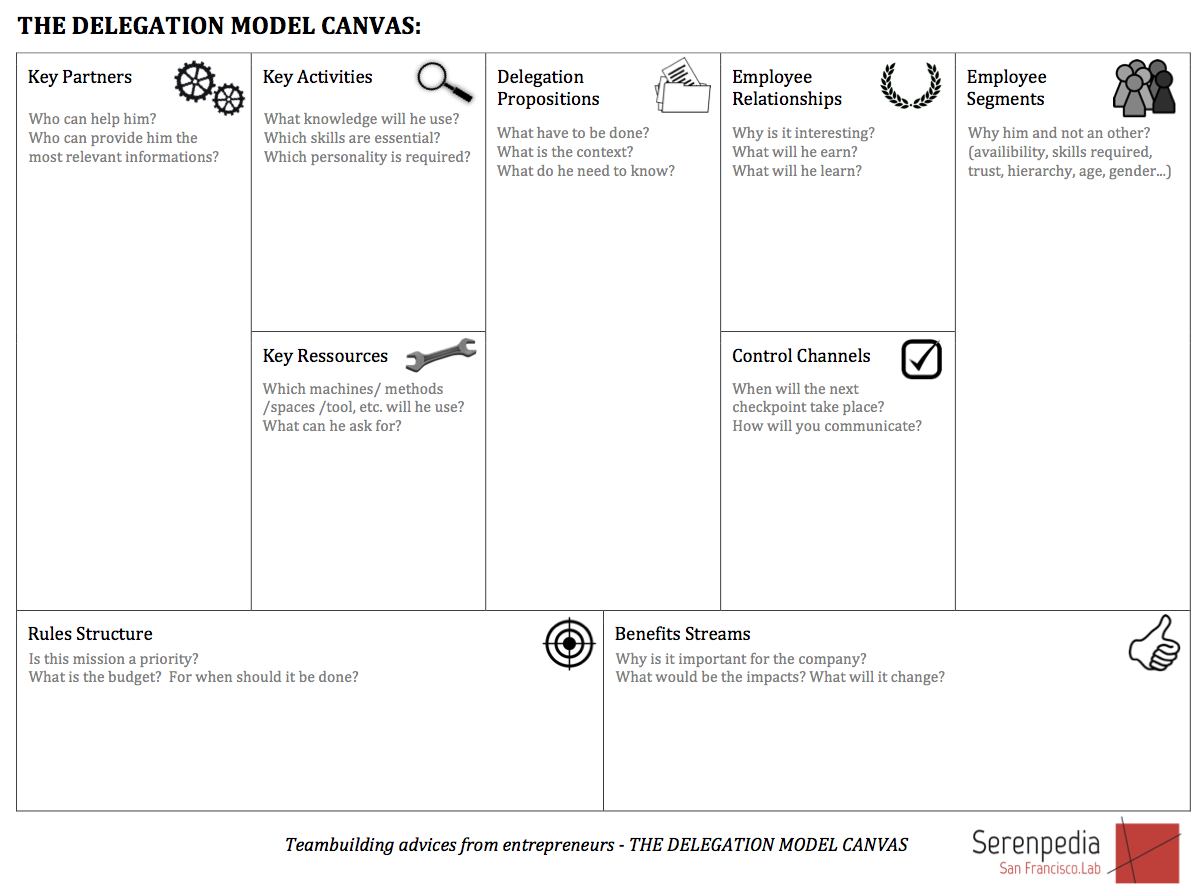 THE DELEGATION MODEL CANVAS:
Key Partners
Who can help him?
Who can provide him the
most relevant informations?
Key Activities
What knowledge will he use?
Which skills are essential?
Which personality is required?
Key Ressources
Which machines/ methods
/spaces /tool, etc. will he use?
What can he ask for?
Delegation
Propositions
What have to be done?
What is the context?
What do he need to know?
Employee
Relationships
Why is it interesting?
What will he earn?
What will he learn?
Control Channels
When will the next
checkpoint take place?
How will you communicate?
Employee
Segments
Why him and not an other?
(availibility, skills required,
trust, hierarchy, age, gender...)
Rules Structure
Is this mission a priority?
What is the budget?  For when should it be done?
Benefits Streams
Why is it important for the company?
What would be the impacts? What will it change?
Teambuilding advices from entrepreneurs - THE DELEGATION MODEL CANVAS
Serenpedia
San Francisco.Lab